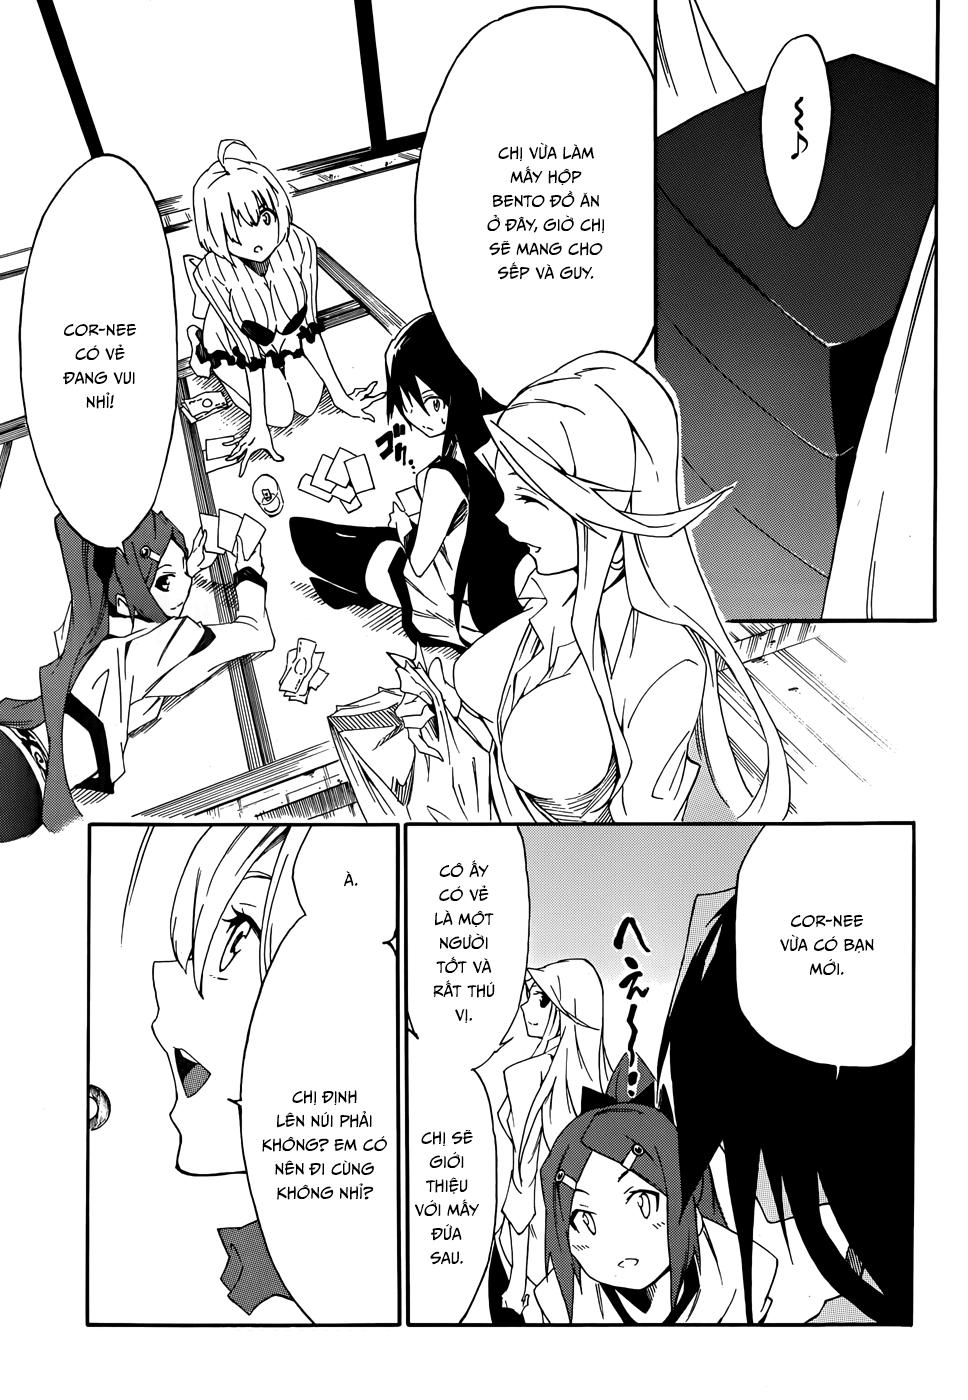 ~♪
CHỊ VỪA LÀM
MẤY HỘP
BENTO ĐỒ ĂN
Ở ĐÂY, GIỜ CHỊ
SẼ MANG CHO
SẾP VÀ GUY.
COR-NEE
CÓ VẺ
ĐANG VUI
NHỈ!
COR-NEE
VỪA CÓ BẠN
MỚI.
へぇ〜〜!
CÔ ẤY
CÓ VẺ
LÀ MỘT
NGƯỜI
TỐT VÀ
RẤT THÚ
VỊ.
CHỊ SẼ
GIỚI
THIỆU
VỚI MẤY
ĐỨA
SAU.
À.
CHỊ ĐỊNH
LÊN NÚI PHẢI
KHÔNG? EM CÓ
NÊN ĐI CÙNG
KHÔNG NHỈ?